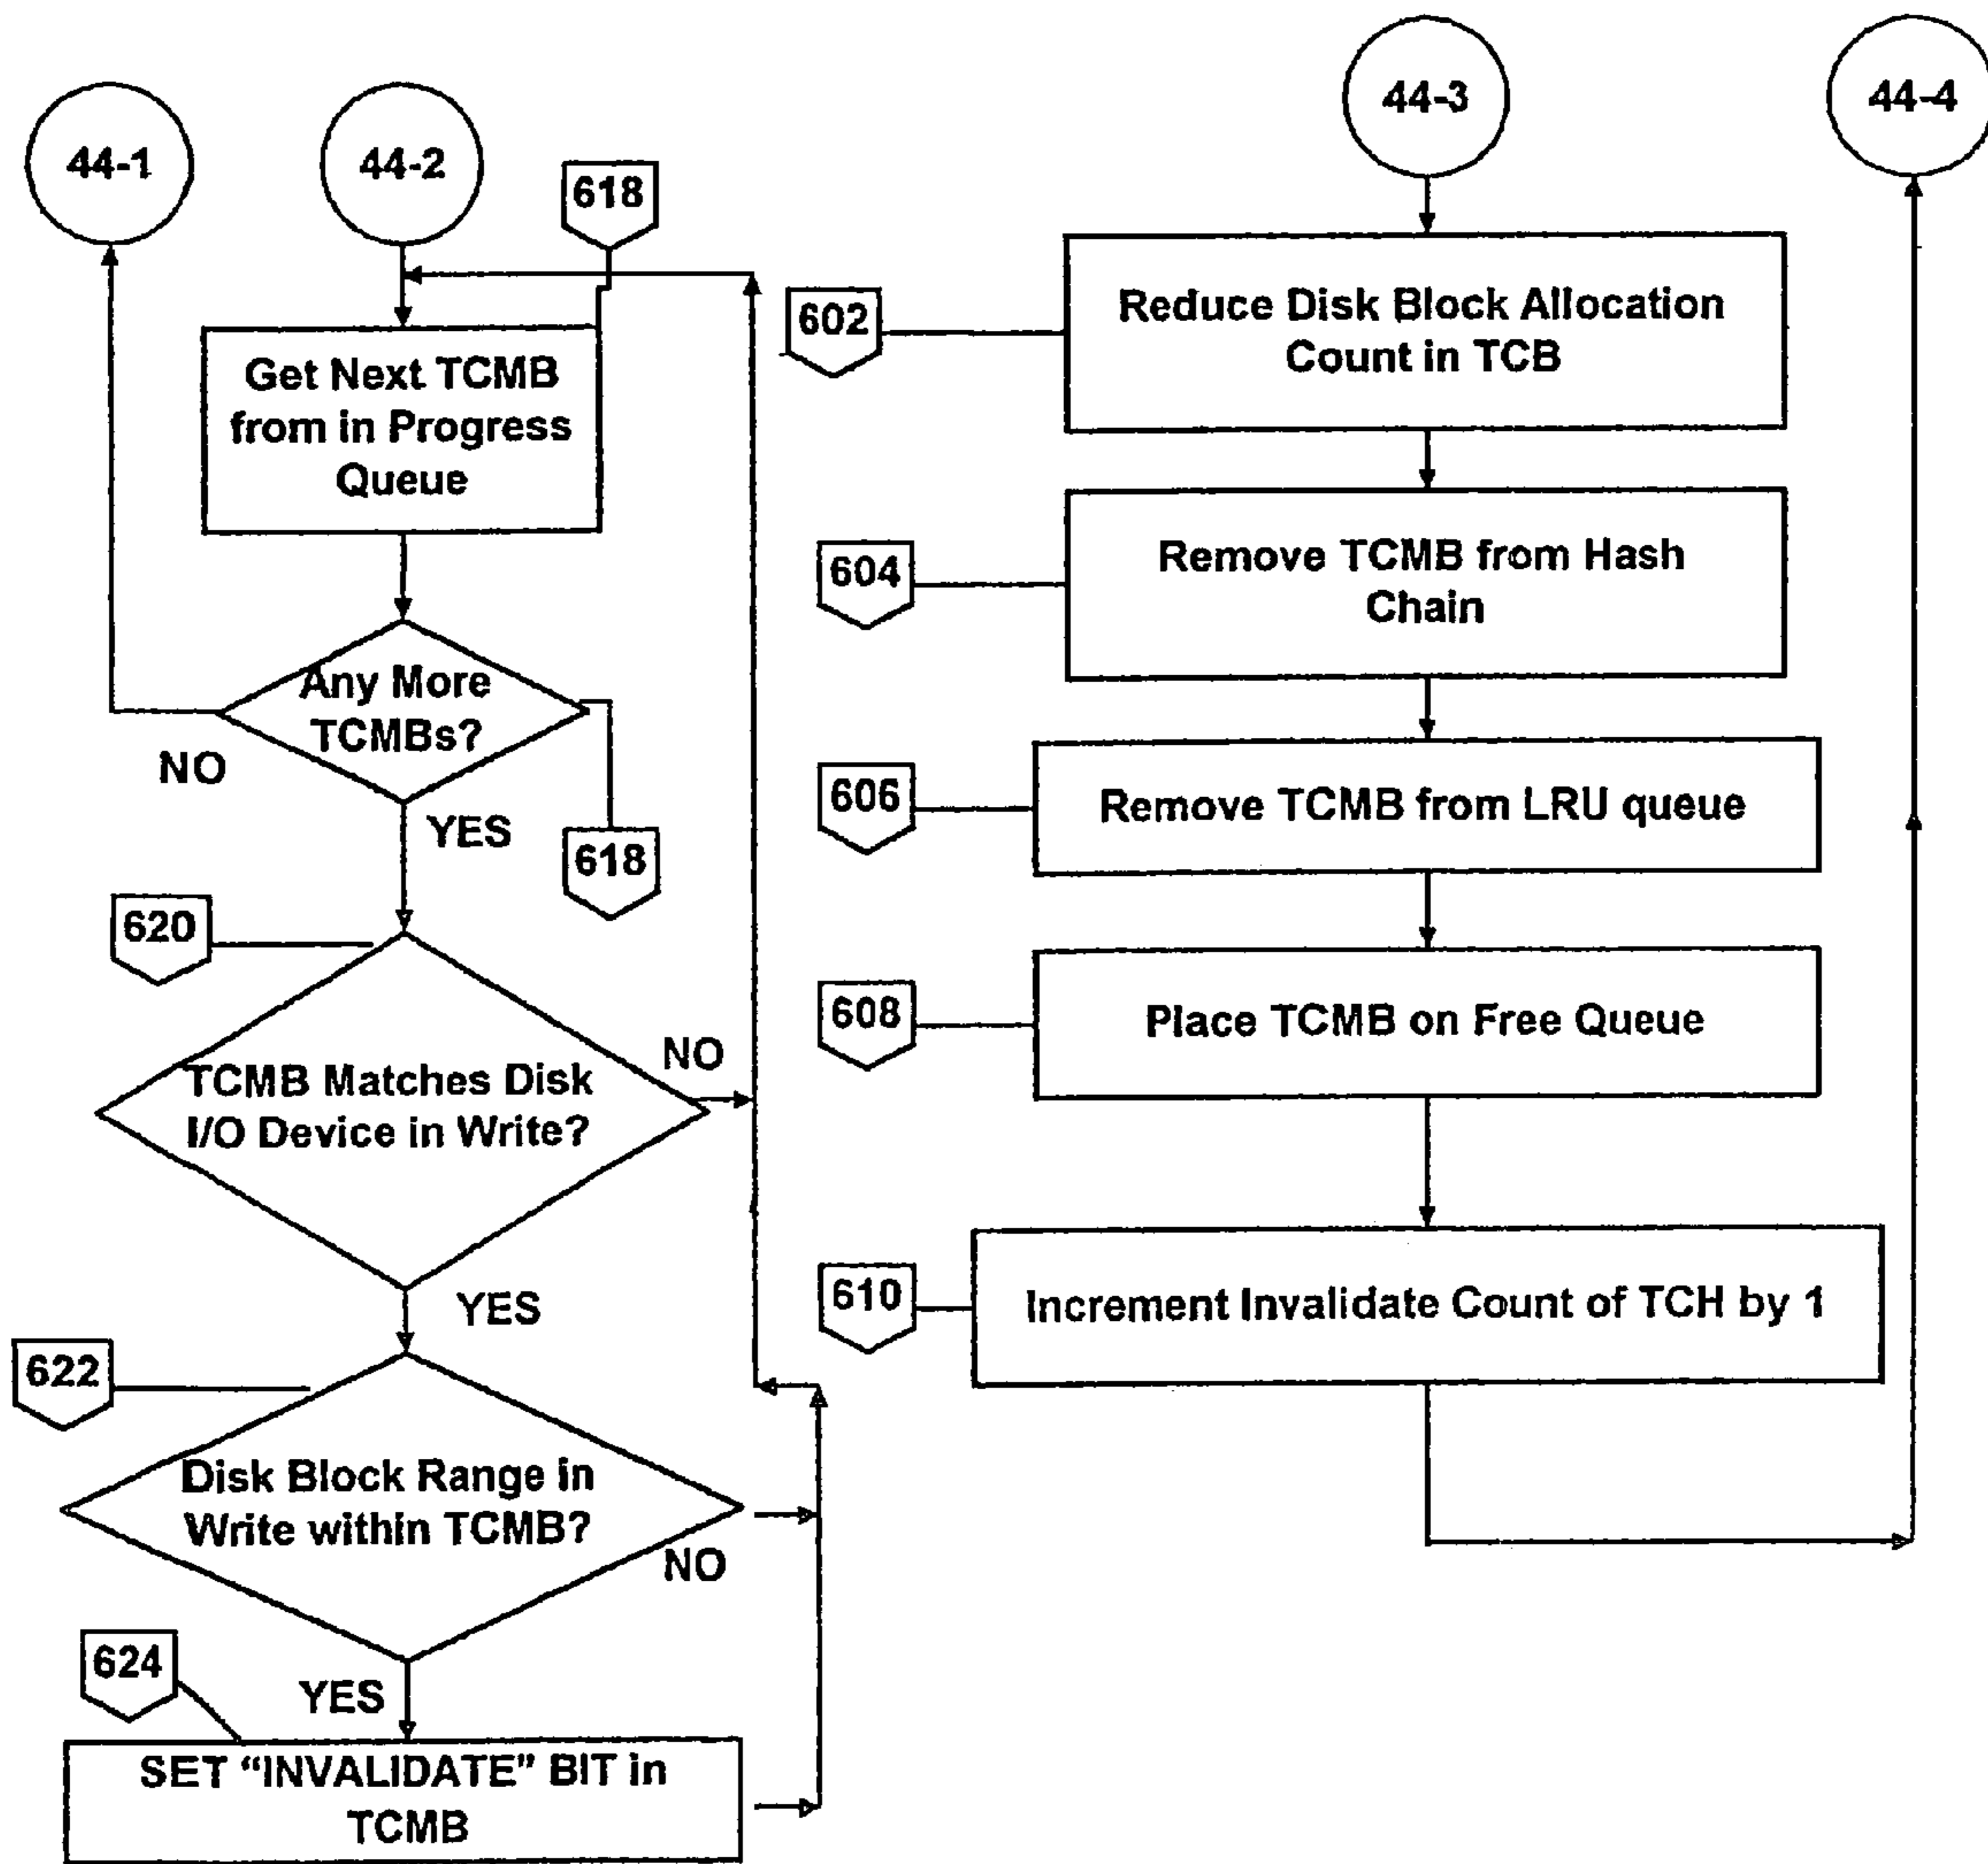 44-1
44-2
618
Get Next TCMB
from in Progress
Queue
Any More
TCMBs?
NO
YES
618
620
TCMB Matches Disk
I/O Device in Write?
NO
YES
622
Disk Block Range in
Write within TCMB?
NO
YES
624
SET “INVALIDATE” BIT in
TCMB
44-3
44-4
602
Reduce Disk Block Allocation
Count in TCB
604
Remove TCMB from Hash
Chain
606
Remove TCMB from LRU queue
608
Place TCMB on Free Queue
610
Increment Invalidate Count of TCH by 1